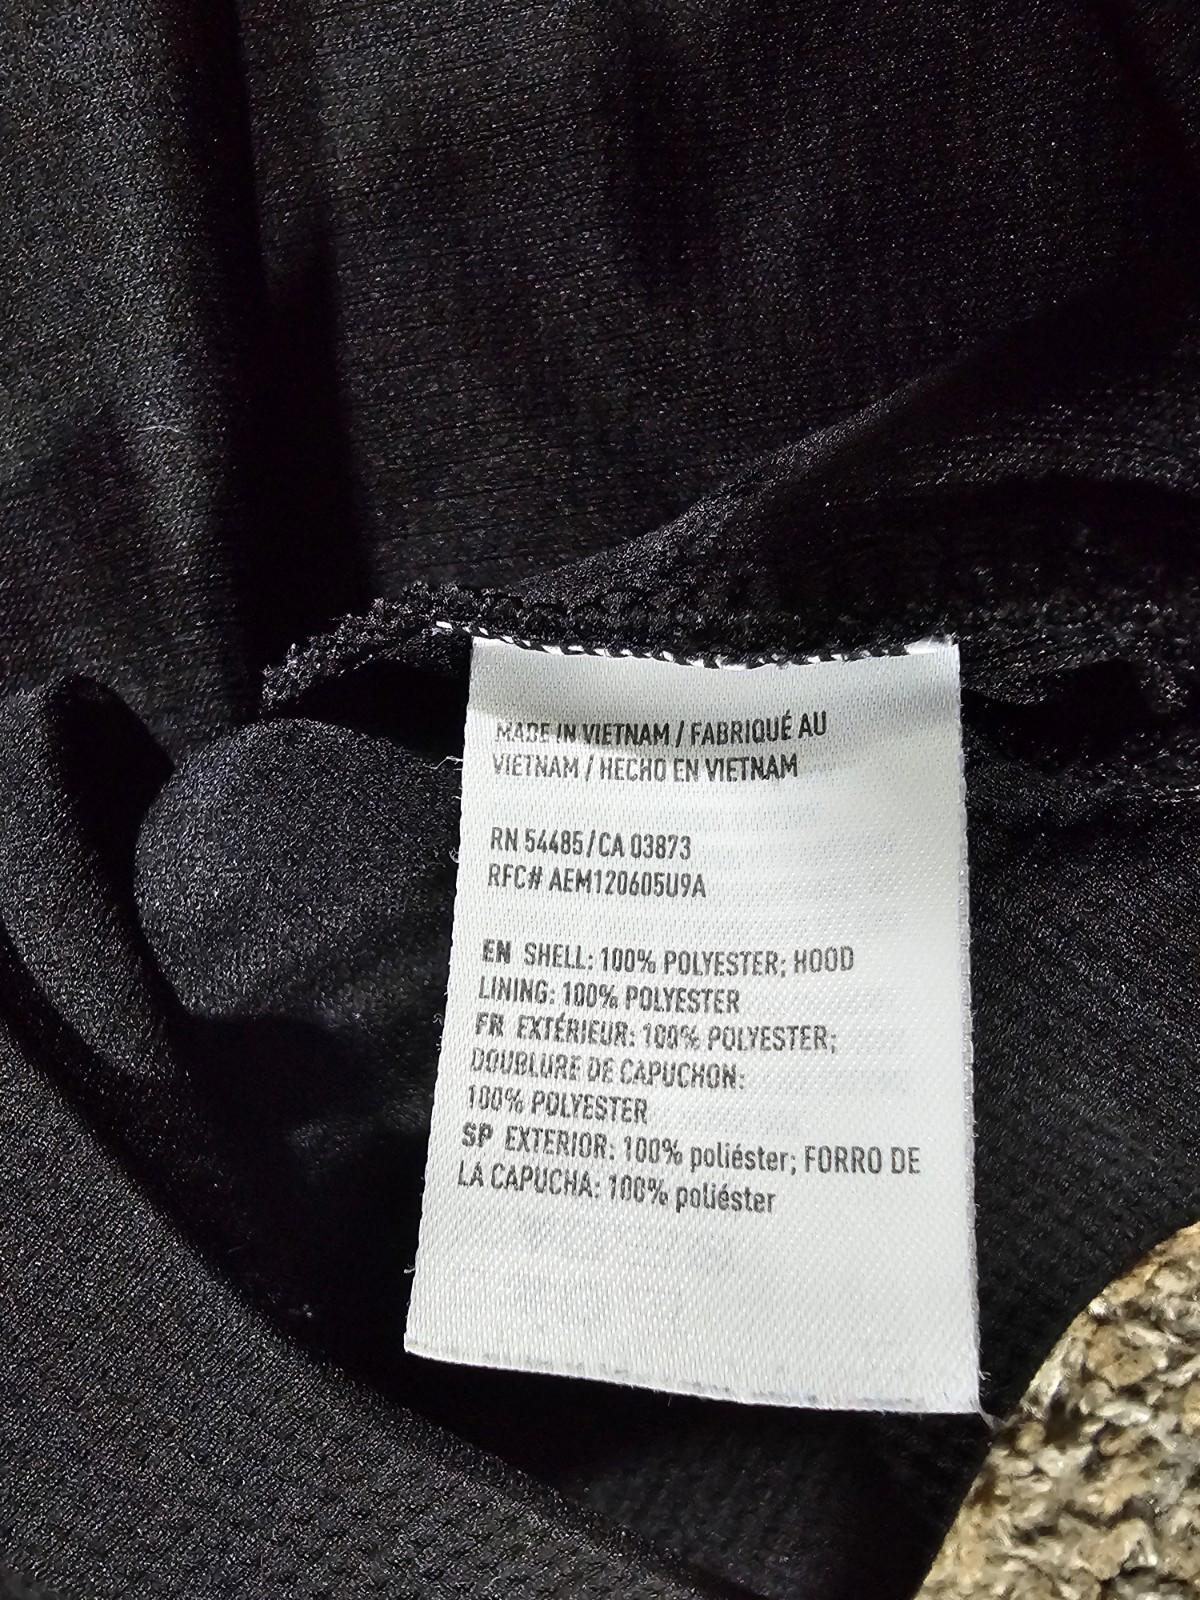 MADE IN VIETNAM / FABRIQUÉ AU
VIETNAM / HECHO EN VIETNAM
RN 54485/CA 03873
RFC# AEM120605U9A
EN SHELL: 100% POLYESTER; HOOD
LINING: 100% POLYESTER
FR EXTÉRIEUR: 100% POLYESTER;
DOUBLURE DE CAPUCHON:
100% POLYESTER
SP EXTERIOR: 100% poliéster; FORRO DE
LA CAPUCHA: 100% poliéster